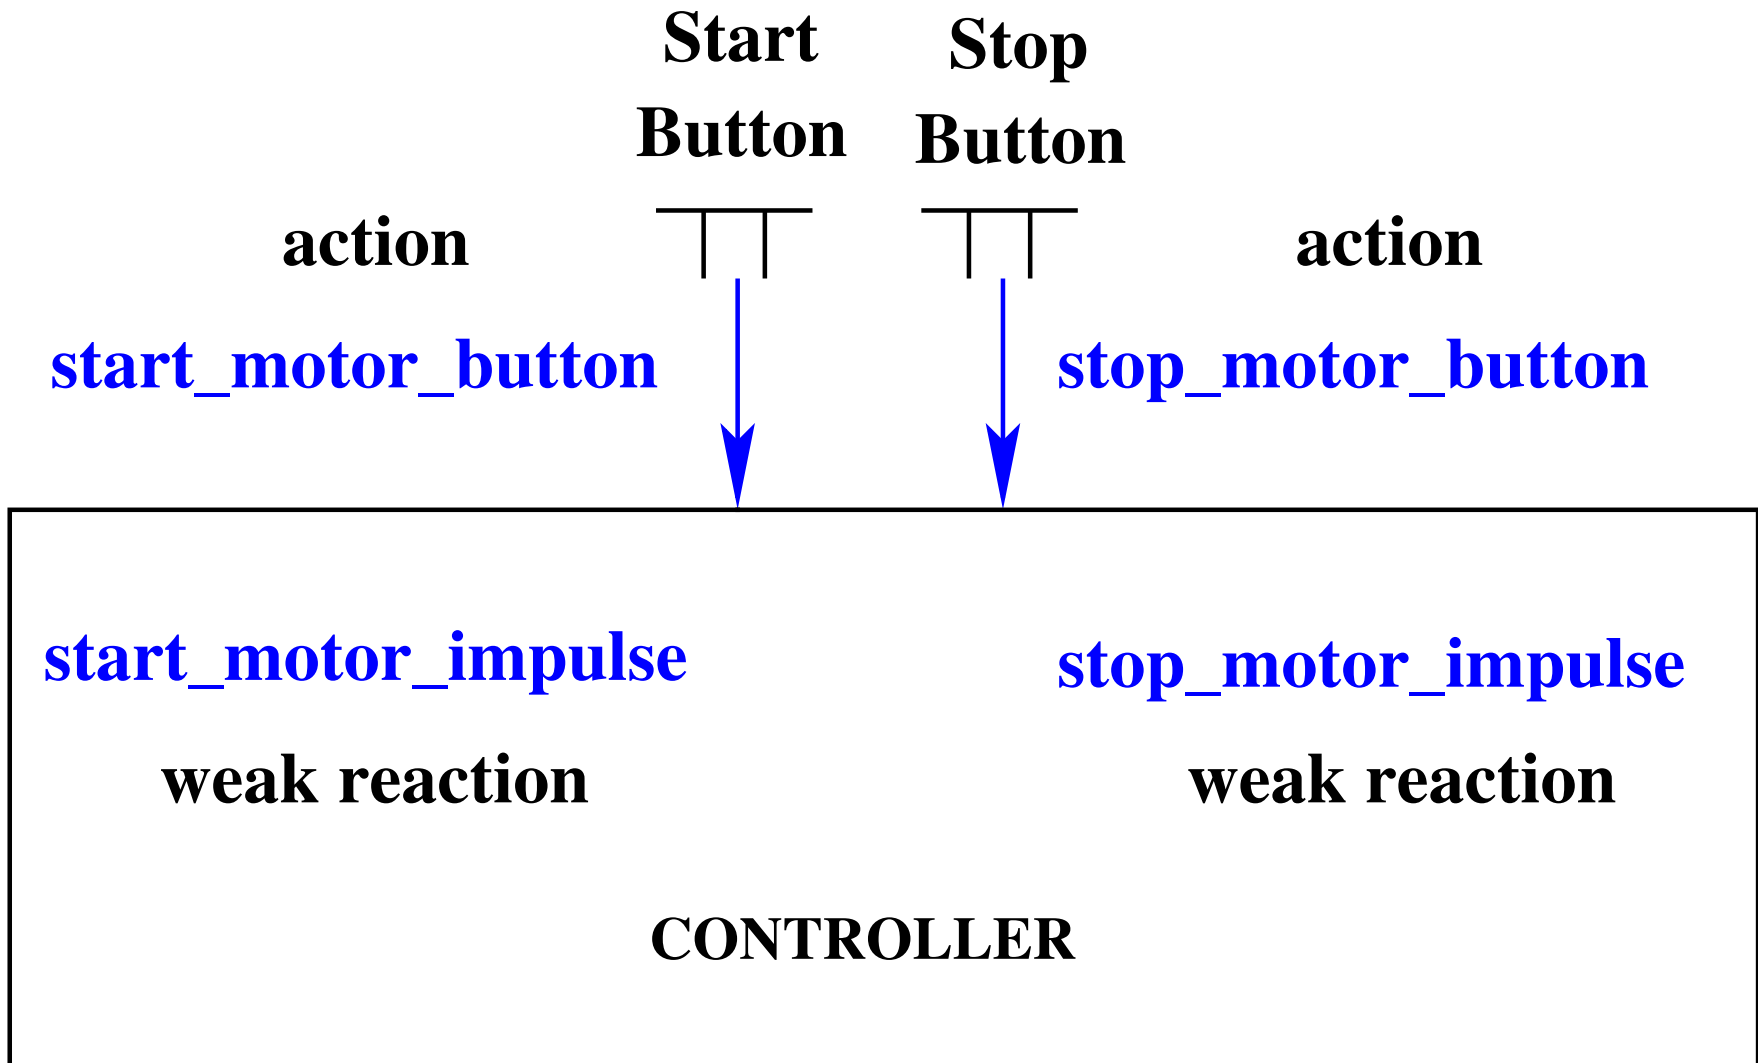 Start
Button
Stop
Button
action
action
start_motor_button
stop_motor_button
start_motor_impulse
stop_motor_impulse
weak reaction
weak reaction
CONTROLLER